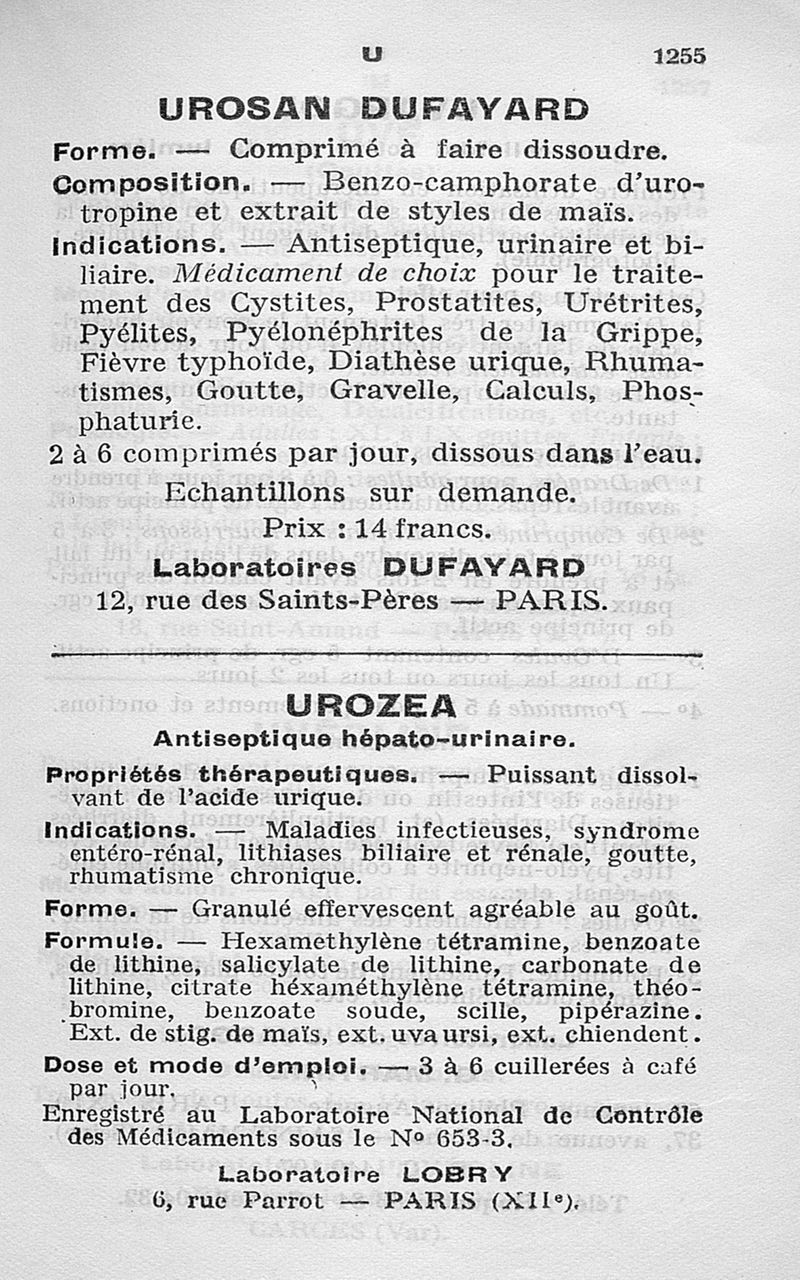 U 1255
UROSAN DUFAYARD
Forme. — Comprimé à faire dissoudre.
Composition. — Benzo-camphorate d'uro-
tropine et extrait de styles de maïs.
Indications. — Antiseptique, urinaire et bi-
liaire. Médicament de choix pour le traite-
ment des Cystites, Prostatites, Urétrites,
Pyélites, Pyélonéphrites de la Grippe,
Fièvre typhoïde, Diathèse urique, Rhuma-
tismes, Goutte, Gravelle, Calculs, Phos-
phaturie.
2 à 6 comprimés par jour, dissous dans l'eau.
Echantillons sur demande.
Prix : 14 francs.
Laboratoires DUFAYARD
12, rue des Saints-Pères — PARIS.
UROZEA
Antiseptique hépato-urinaire.
Propriétés thérapeutiques. — Puissant dissol-
vant de l'acide urique.
Indications. — Maladies infectieuses, syndrome
entéro-rénal, lithiases biliaire et rénale, goutte,
rhumatisme chronique.
Forme. — Granulé effervescent agréable au goût.
Formule. — Hexamethylène tétramine, benzoate
de lithine, salicylate de lithine, carbonate de
lithine, citrate héxaméthylène tétramine, théo-
bromine, benzoate soude, scille, pipérazine.
Ext. de stig. de maïs, ext. uva ursi, ext. chiendent.
Dose et mode d'emploi. — 3 à 6 cuillerées à café
par jour.
Enregistré au Laboratoire National de Contrôle
des Médicaments sous le N° 653-3.
Laboratoire LOBRY
6, rue Parrot — PARIS (XIIe).